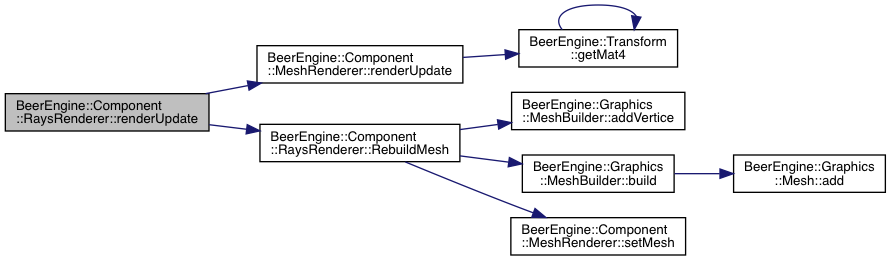 BeerEngine::Component
::RaysRenderer::renderUpdate
BeerEngine::Component
::MeshRenderer::renderUpdate
BeerEngine::Transform
::getMat4
BeerEngine::Component
::RaysRenderer::RebuildMesh
BeerEngine::Graphics
::MeshBuilder::addVertice
BeerEngine::Graphics
::MeshBuilder::build
BeerEngine::Graphics
::Mesh::add
BeerEngine::Component
::MeshRenderer::setMesh